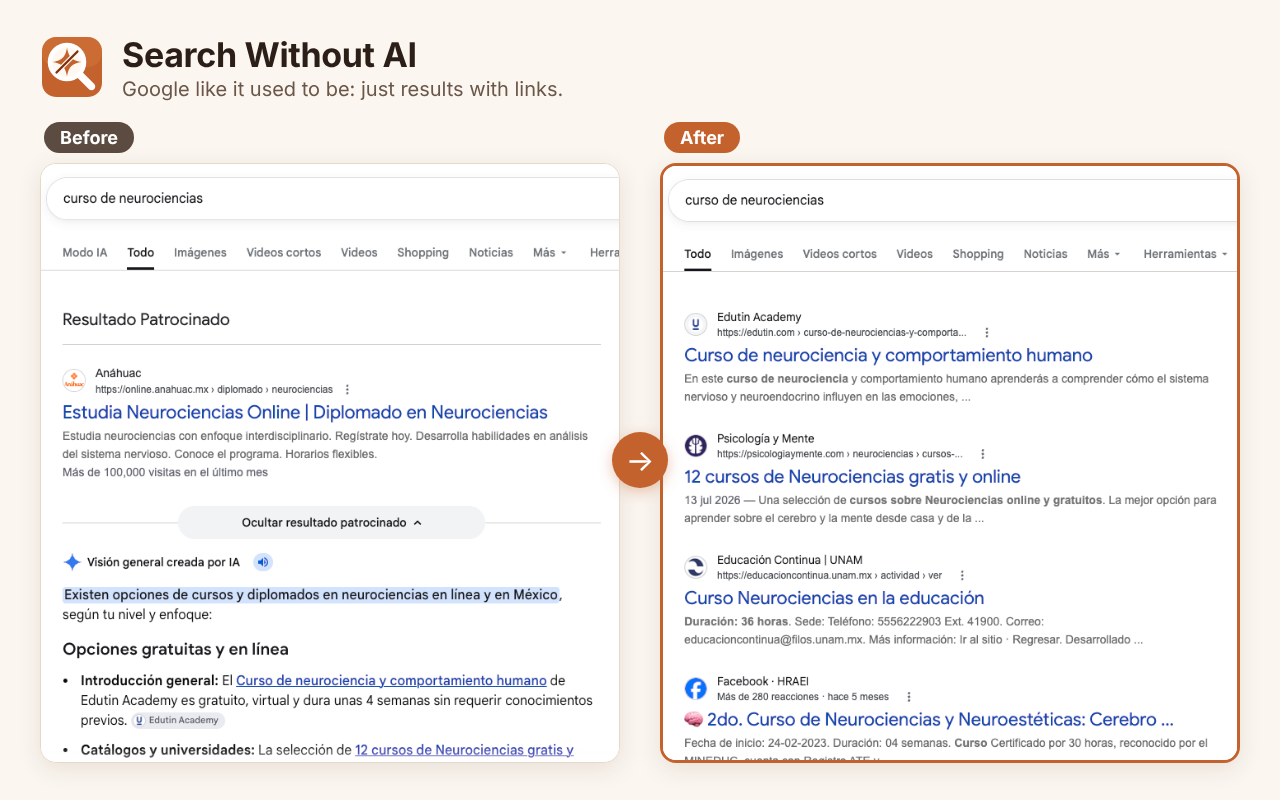 Search Without AI
Google like it used to be: just results with links.
Before
curso de neurociencias
Modo IA Todo Imágenes Videos cortos Videos Shopping Noticias Más Herra
Resultado Patrocinado
Anáhuac
Anáhuac
https://online.anahuac.mx › diplomado › neurociencias
Estudia Neurociencias Online | Diplomado en Neurociencias
Estudia neurociencias con enfoque interdisciplinario. Regístrate hoy. Desarrolla habilidades en análisis
del sistema nervioso. Conoce el programa. Horarios flexibles.
Más de 100,000 visitas en el último mes
Ocultar resultado patrocinado
Visión general creada por IA
Existen opciones de cursos y diplomados en neurociencias en línea y en México,
según tu nivel y enfoque:
Opciones gratuitas y en línea
• Introducción general: El Curso de neurociencia y comportamiento humano de
Edutin Academy es gratuito, virtual y dura unas 4 semanas sin requerir conocimientos
previos. Edutin Academy
• Catálogos y universidades: La selección de 12 cursos de Neurociencias gratis y
After
curso de neurociencias
Todo Imágenes Videos cortos Videos Shopping Noticias Más Herramientas
Edutin Academy
https://edutin.com › curso-de-neurociencias-y-comporta...
Curso de neurociencia y comportamiento humano
En este curso de neurociencia y comportamiento humano aprenderás a comprender cómo el sistema
nervioso y neuroendocrino influyen en las emociones, ...
Psicología y Mente
https://psicologiaymente.com › neurociencias › cursos-...
12 cursos de Neurociencias gratis y online
13 jul 2026 — Una selección de cursos sobre Neurociencias online y gratuitos. La mejor opción para
aprender sobre el cerebro y la mente desde casa y de la ...
Educación Continua | UNAM
https://educacioncontinua.unam.mx › actividad › ver
Curso Neurociencias en la educación
Duración: 36 horas. Sede: Teléfono: 5556222903 Ext. 41900. Correo:
educacioncontinua@filos.unam.mx. Más información: Ir al sitio · Regresar. Desarrollado ...
Facebook · HRAEI
Más de 280 reacciones · hace 5 meses
🧠 2do. Curso de Neurociencias y Neuroestéticas: Cerebro ...
Fecha de inicio: 24-02-2023. Duración: 04 semanas. Curso Certificado por 30 horas, reconocido por el